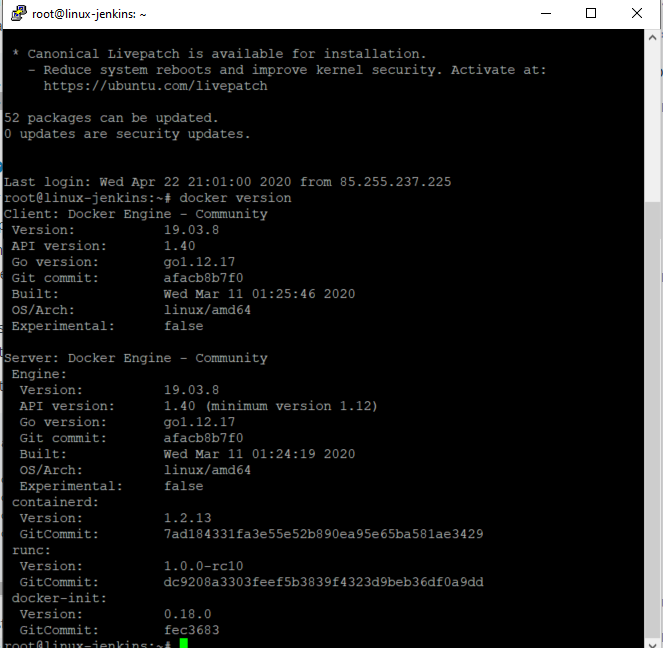 root@linux-jenkins: ~
* Canonical Livepatch is available for installation.
- Reduce system reboots and improve kernel security. Activate at:
https://ubuntu.com/livepatch
52 packages can be updated.
0 updates are security updates.
Last login: Wed Apr 22 21:01:00 2020 from 85.255.237.225
root@linux-jenkins:~# docker version
Client: Docker Engine - Community
Version: 19.03.8
API version: 1.40
Go version: go1.12.17
Git commit: afacb8b7f0
Built: Wed Mar 11 01:25:46 2020
OS/Arch: linux/amd64
Experimental: false
Server: Docker Engine - Community
Engine:
Version: 19.03.8
API version: 1.40 (minimum version 1.12)
Go version: go1.12.17
Git commit: afacb8b7f0
Built: Wed Mar 11 01:24:19 2020
OS/Arch: linux/amd64
Experimental: false
containerd:
Version: 1.2.13
GitCommit: 7ad184331fa3e55e52b890ea95e65ba581ae3429
runc:
Version: 1.0.0-rc10
GitCommit: dc9208a3303feef5b3839f4323d9beb36df0a9dd
docker-init:
Version: 0.18.0
GitCommit: fec3683
root@linux-jenkins:~#